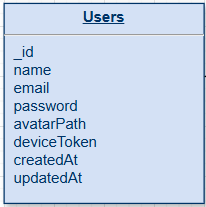 Users
_id
name
email
password
avatarPath
deviceToken
createdAt
updatedAt